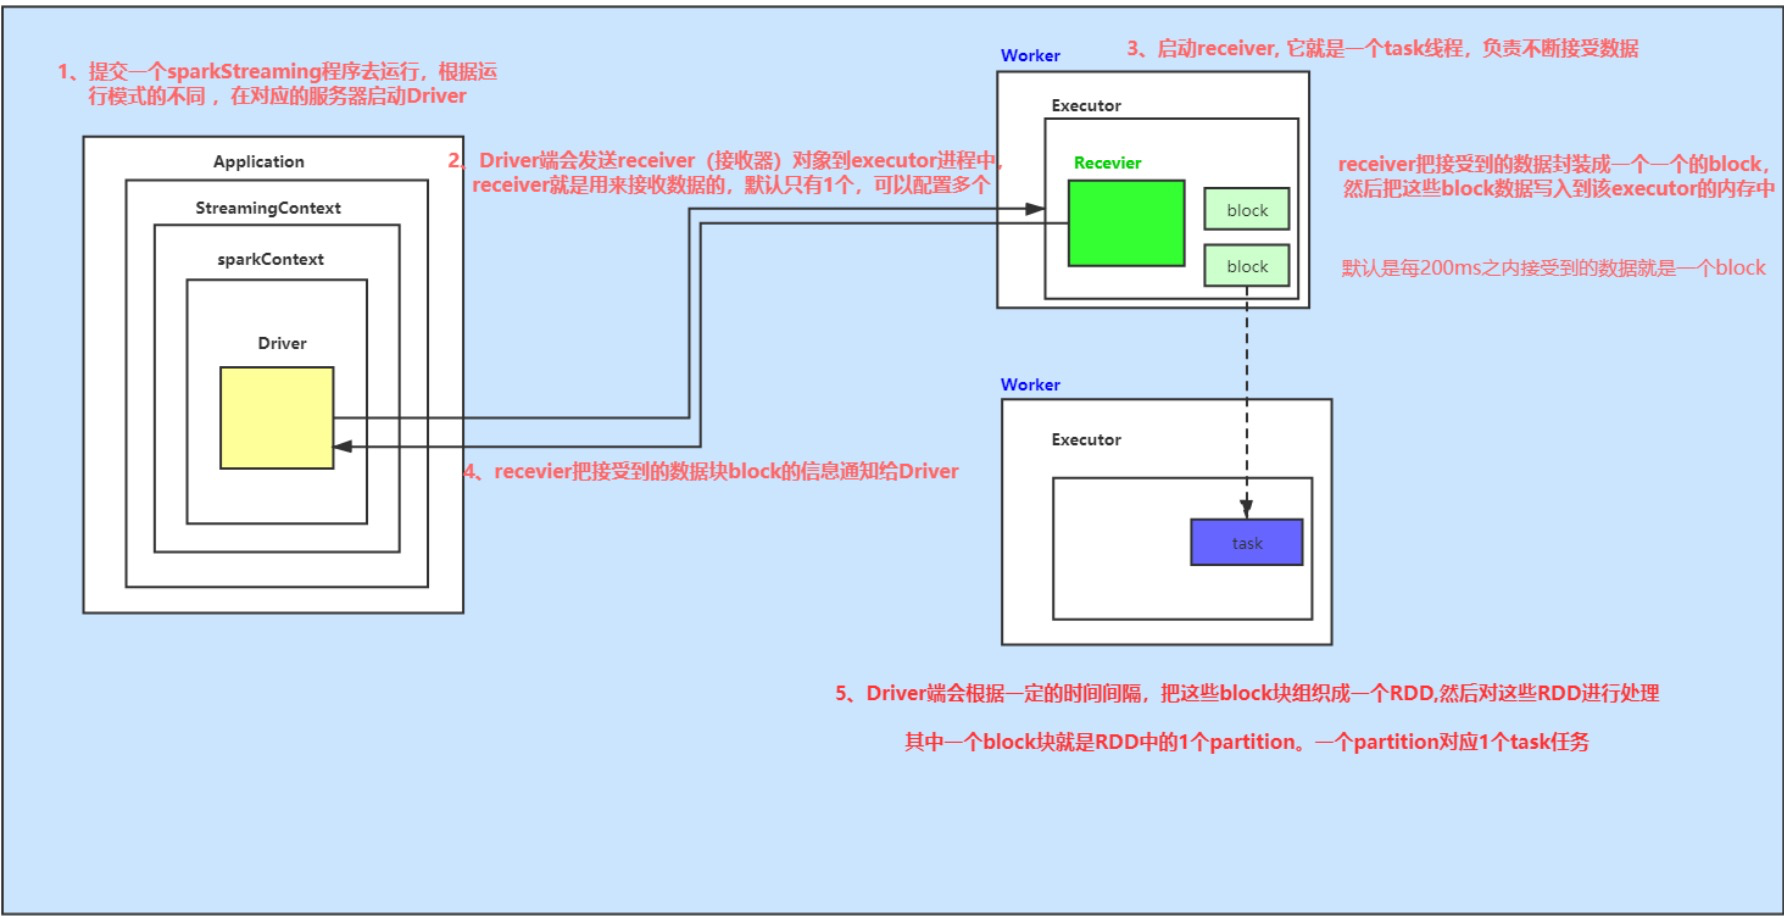 1、提交一个sparkStreaming程序去运行，根据运
行模式的不同 ，在对应的服务器启动Driver
Application
StreamingContext
sparkContext
Driver
2、Driver端会发送receiver（接收器）对象到executor进程中，
receiver就是用来接收数据的，默认只有1个，可以配置多个
4、recevier把接受到的数据块block的信息通知给Driver
Worker
3、启动receiver, 它就是一个task线程，负责不断接受数据
Executor
Recevier
block
block
receiver把接受到的数据封装成一个一个的block，
然后把这些block数据写入到该executor的内存中
默认是每200ms之内接受到的数据就是一个block
Worker
Executor
task
5、Driver端会根据一定的时间间隔，把这些block块组织成一个RDD,然后对这些RDD进行处理
其中一个block块就是RDD中的1个partition。一个partition对应1个task任务